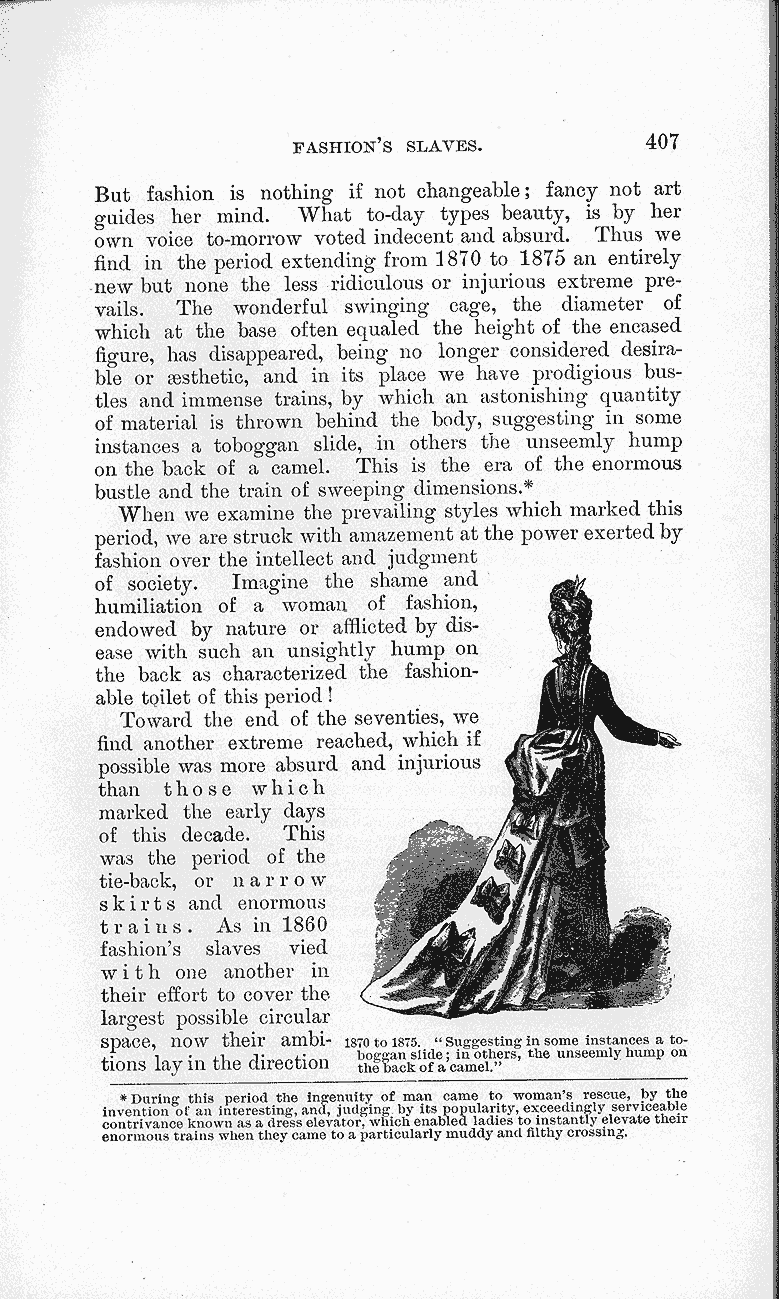 FASHION'S SLAVES. 407
But fashion is nothing if not changeable; fancy not art
guides her mind. What to-day types beauty, is by her
own voice to-morrow voted indecent and absurd. Thus we
find in the period extending from 1870 to 1875 an entirely
new but none the less ridiculous or injurious extreme pre-
vails. The wonderful swinging cage, the diameter of
which at the base often equaled the height of the encased
figure, has disappeared, being no longer considered desira-
ble or æsthetic, and in its place we have prodigious bus-
tles and immense trains, by which an astonishing quantity
of material is thrown behind the body, suggesting in some
instances a toboggan slide, in others the unseemly hump
on the back of a camel. This is the era of the enormous
bustle and the train of sweeping dimensions.*
When we examine the prevailing styles which marked this
period, we are struck with amazement at the power exerted by
fashion over the intellect and judgment
of society. Imagine the shame and
humiliation of a woman of fashion,
endowed by nature or afflicted by dis-
ease with such an unsightly hump on
the back as characterized the fashion-
able toilet of this period!
Toward the end of the seventies, we
find another extreme reached, which if
possible was more absurd and injurious
than those which
marked the early days
of this decade. This
was the period of the
tie-back, or narrow
skirts and enormous
trains. As in 1860
fashion's slaves vied
with one another in
their effort to cover the
largest possible circular
space, now their ambi-
tions lay in the direction
1870 to 1875. "Suggesting in some instances a to-
boggan slide; in others, the unseemly hump on
the back of a camel."
*During this period the ingenuity of man came to woman's rescue, by the
invention of an interesting, and, judging by its popularity, exceedingly serviceable
contrivance known as a dress elevator, which enabled ladies to instantly elevate their
enormous trains when they came to a particularly muddy and filthy crossing.